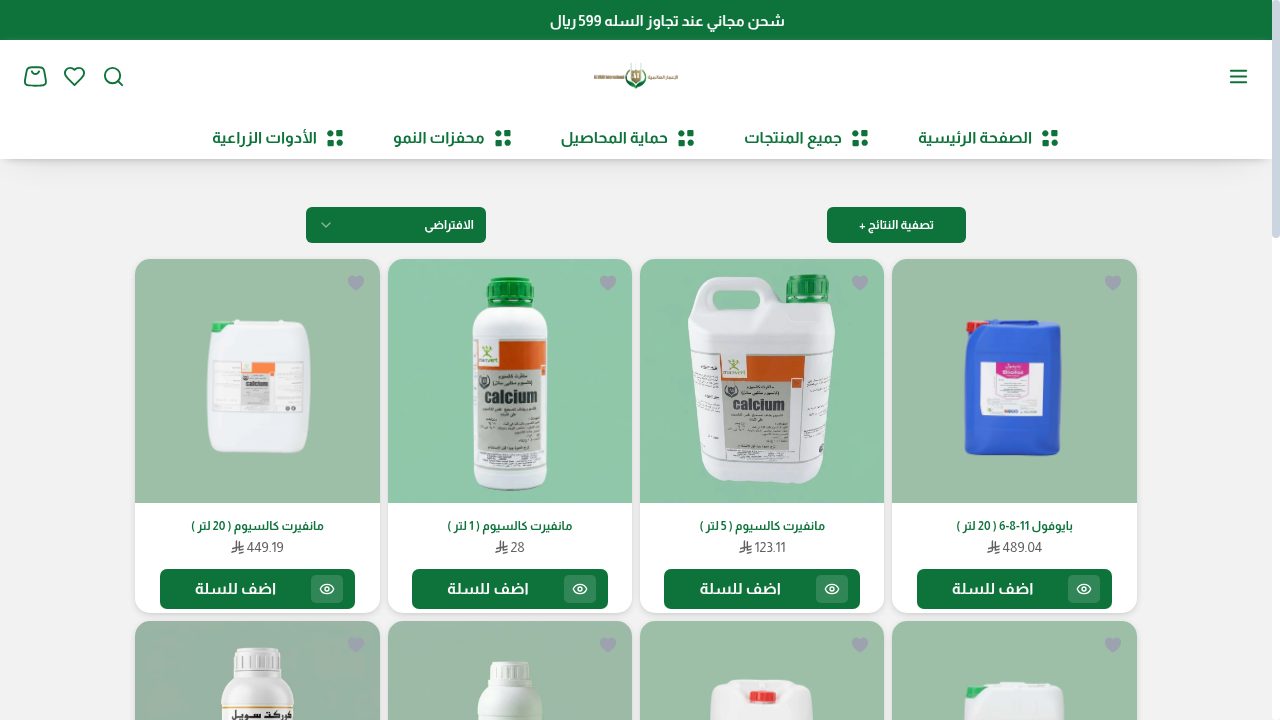 شحن مجاني عند تجاوز السله 599 ريال
الصفحة الرئيسية
جميع المنتجات
حماية المحاصيل
محفزات النمو
الأدوات الزراعية
تصفية النتائج +
الافتراضي
calcium
calcium
calcium
بايوفول 11-8-6 ( 20 لتر )
489.04
اضف للسلة
مانفيرت كالسيوم ( 5 لتر )
123.11
اضف للسلة
مانفيرت كالسيوم ( 1 لتر )
28
اضف للسلة
مانفيرت كالسيوم ( 20 لتر )
449.19
اضف للسلة